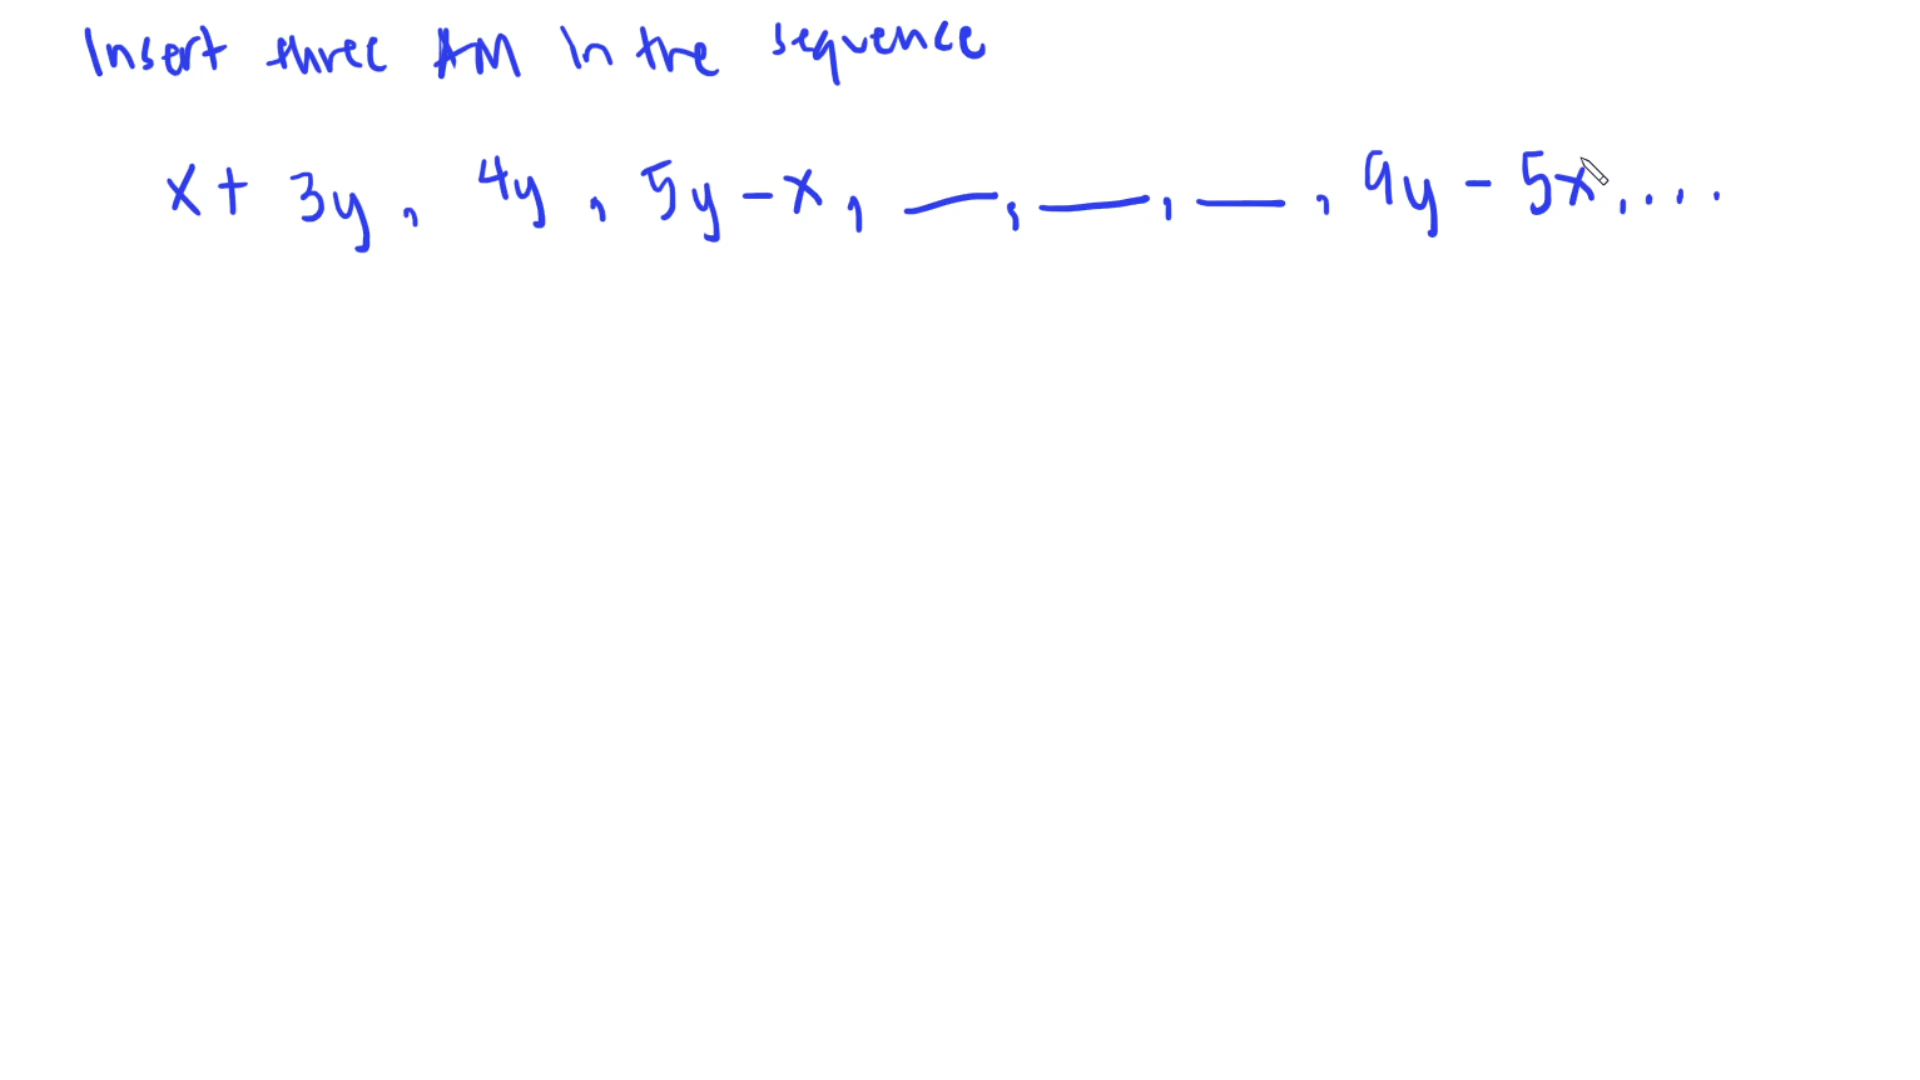 Insert three AM in the sequence
x + 3y, 4y, 5y - x, ___, ___, ___, 9y - 5x, ...